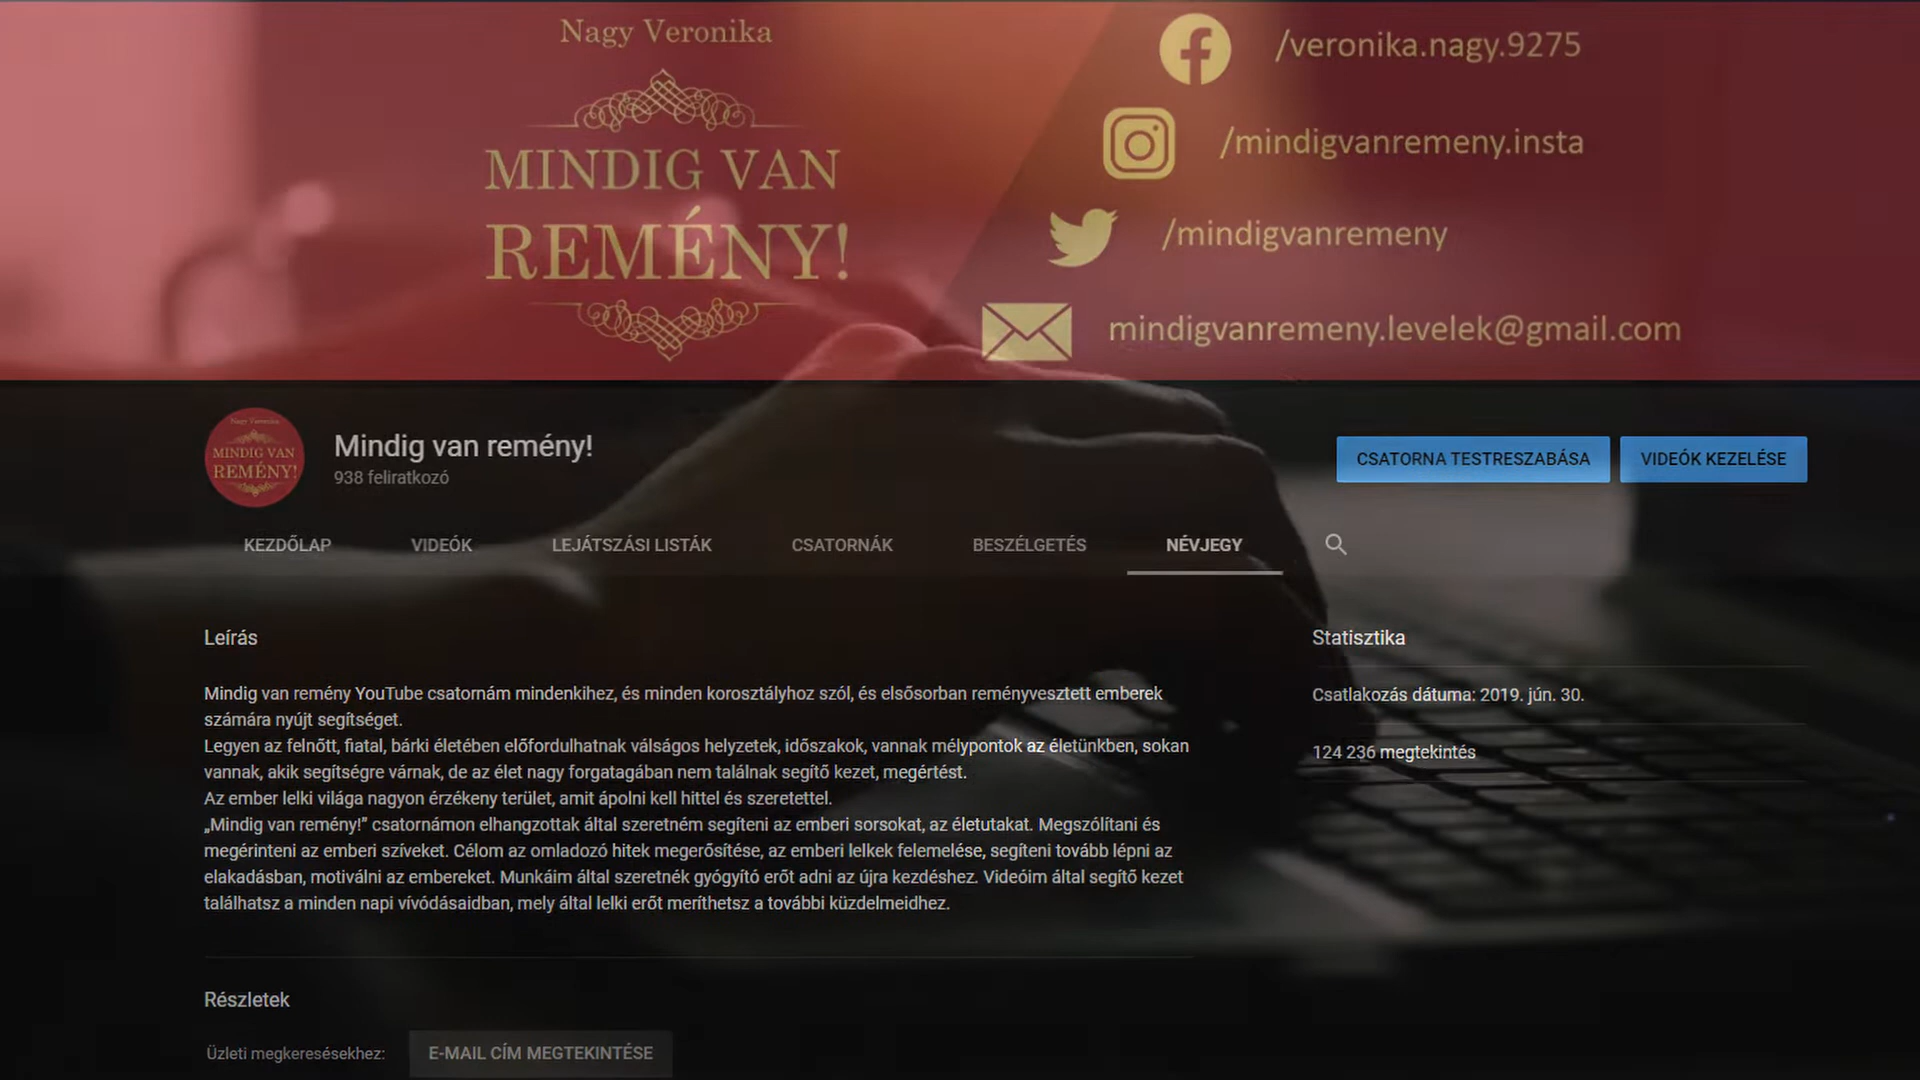 Nagy Veronika
MINDIG VAN
REMÉNY!
/veronika.nagy.9275
/mindigvanremeny.insta
/mindigvanremeny
mindigvanremeny.levelek@gmail.com
Nagy Veronika
MINDIG VAN
REMÉNY!
Mindig van remény!
938 feliratkozó
CSATORNA TESTRESZABÁSA
VIDEÓK KEZELÉSE
KEZDŐLAP
VIDEÓK
LEJÁTSZÁSI LISTÁK
CSATORNÁK
BESZÉLGETÉS
NÉVJEGY
Leírás
Mindig van remény YouTube csatornám mindenkihez, és minden korosztályhoz szól, és elsősorban reményvesztett emberek
számára nyújt segítséget.
Legyen az felnőtt, fiatal, bárki életében előfordulhatnak válságos helyzetek, időszakok, vannak mélypontok az életünkben, sokan
vannak, akik segítségre várnak, de az élet nagy forgatagában nem találnak segítő kezet, megértést.
Az ember lelki világa nagyon érzékeny terület, amit ápolni kell hittel és szeretettel.
„Mindig van remény!” csatornámon elhangzottak által szeretném segíteni az emberi sorsokat, az életutakat. Megszólítani és
megérinteni az emberi szíveket. Célom az omladozó hitek megerősítése, az emberi lelkek felemelése, segíteni tovább lépni az
elakadásban, motiválni az embereket. Munkáim által szeretnék gyógyító erőt adni az újra kezdéshez. Videóim által segítő kezet
találhatsz a minden napi vívódásaidban, mely által lelki erőt meríthetsz a további küzdelmeidhez.
Statisztika
Csatlakozás dátuma: 2019. jún. 30.
124 236 megtekintés
Részletek
Üzleti megkeresésekhez:
E-MAIL CÍM MEGTEKINTÉSE